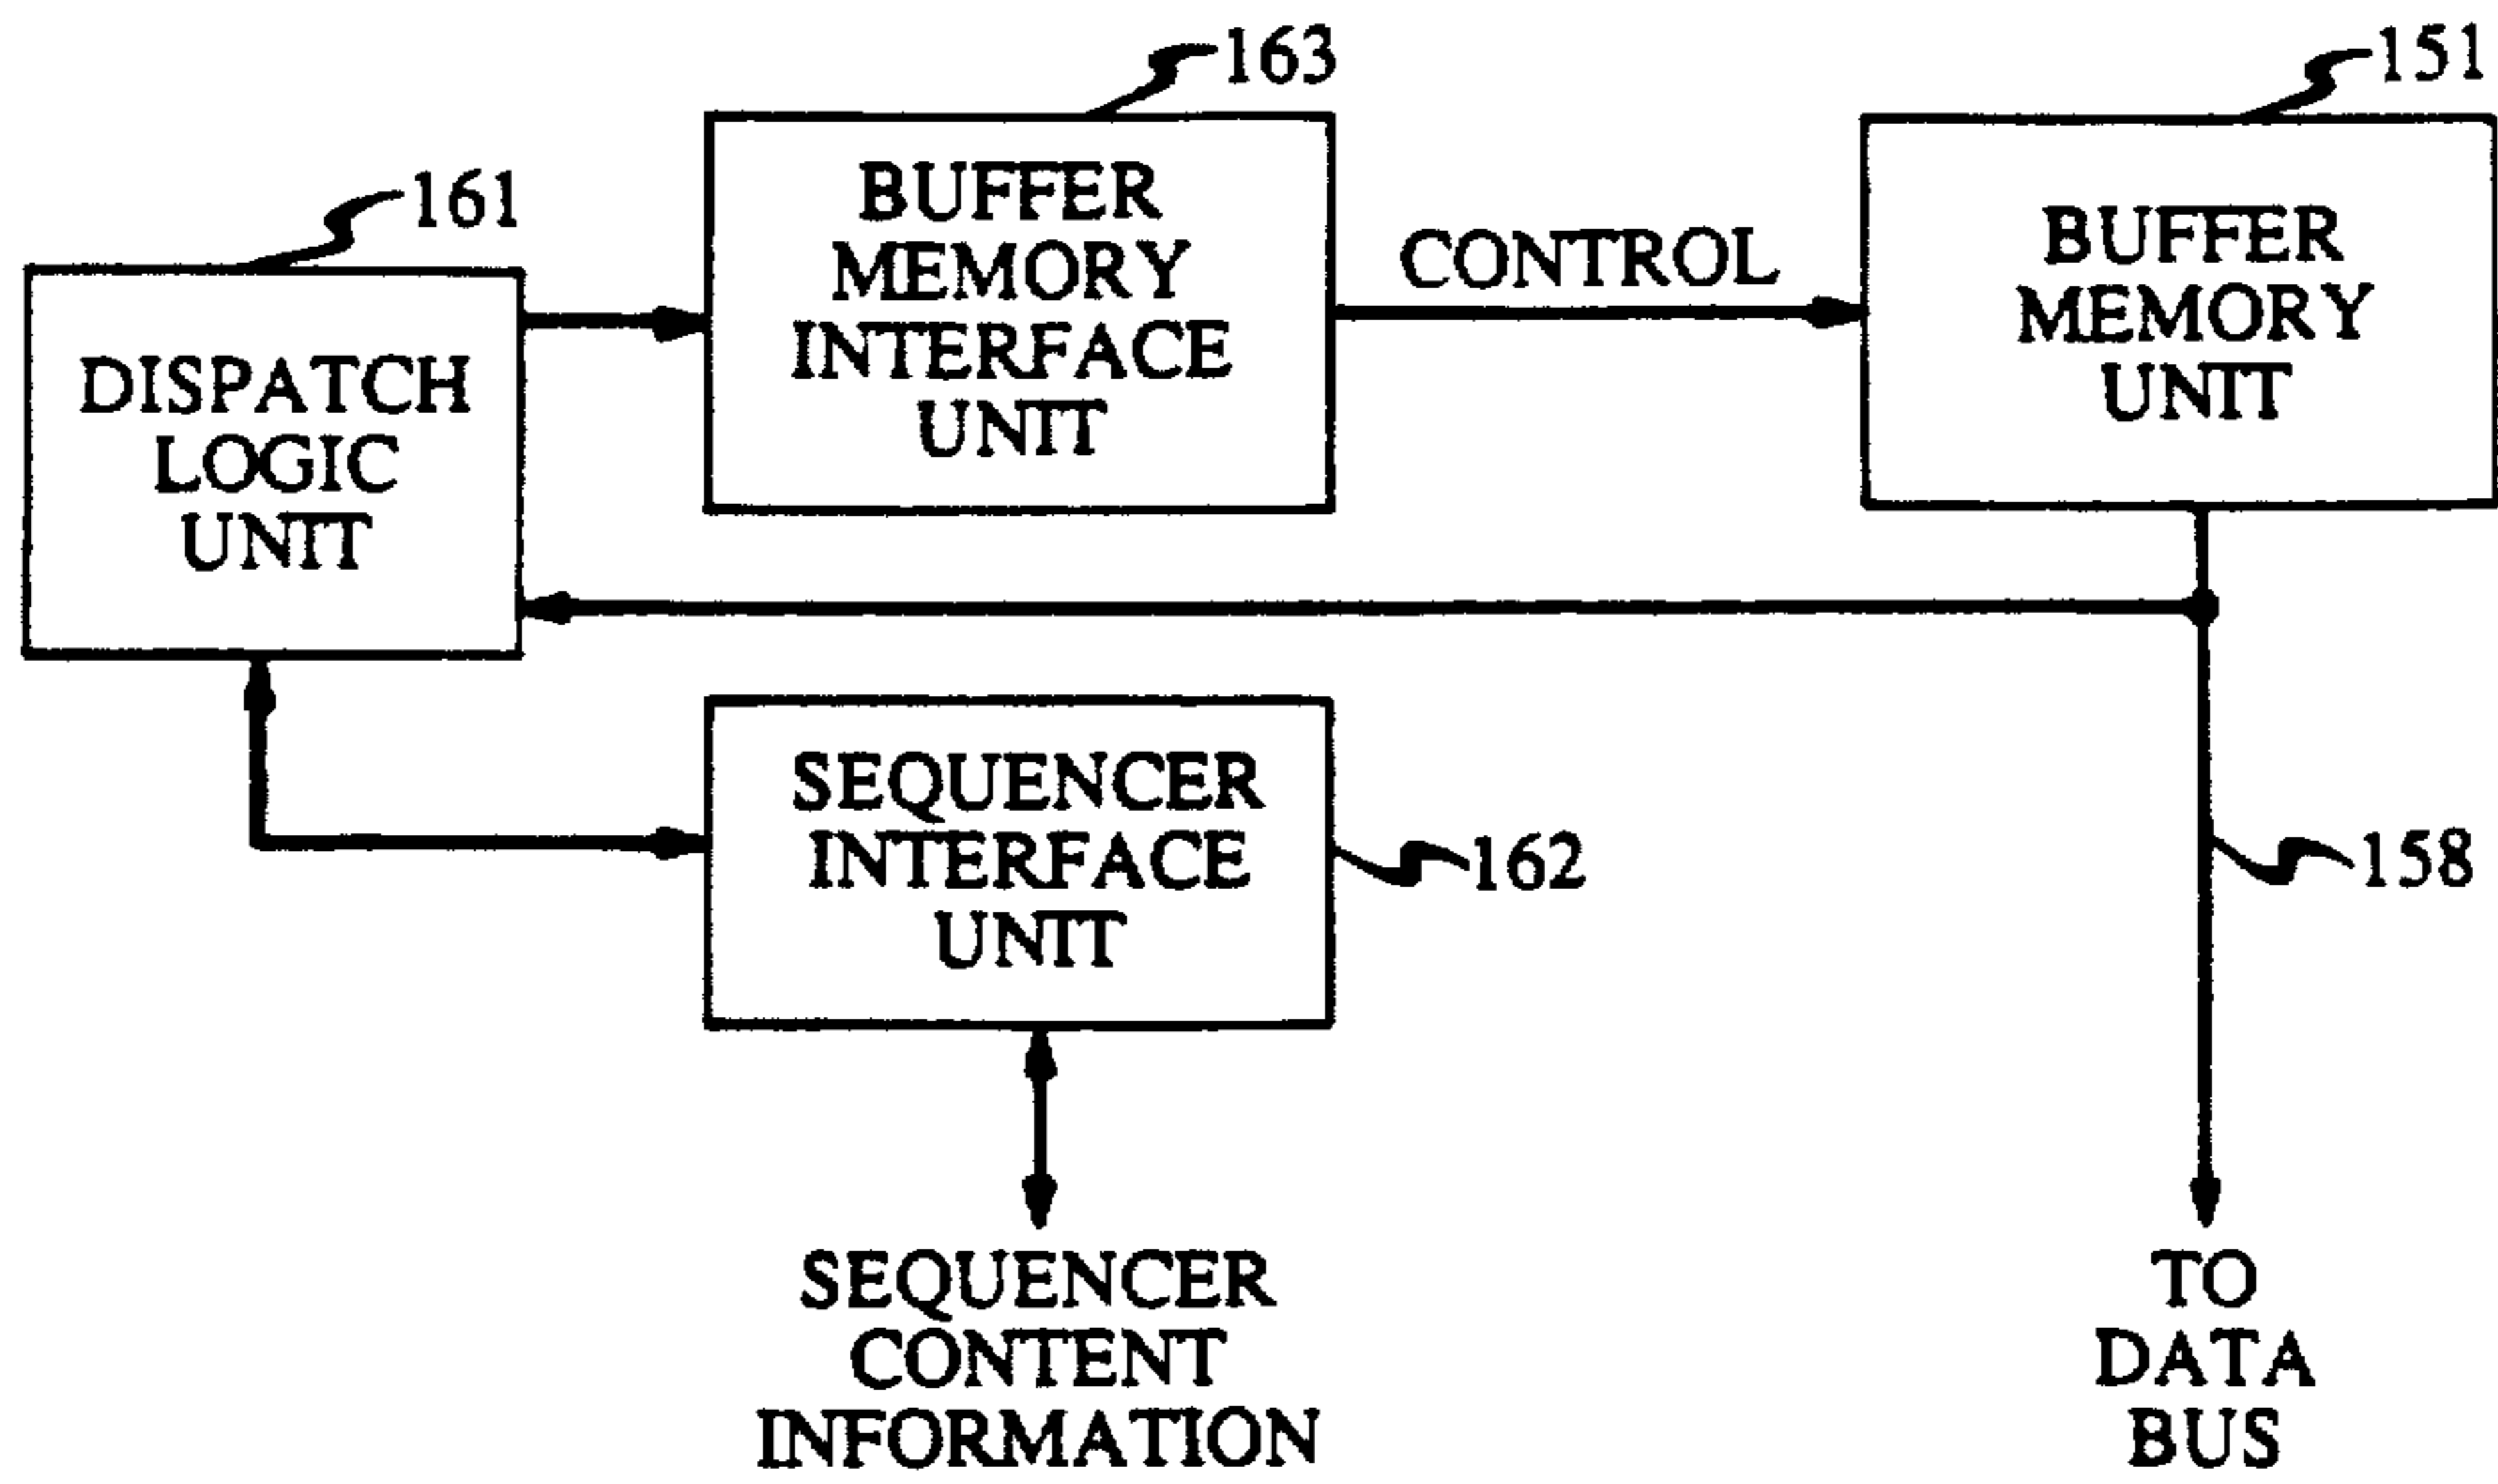 163
151
161
BUFFER
MEMORY
INTERFACE
UNIT
CONTROL
BUFFER
MEMORY
UNIT
DISPATCH
LOGIC
UNIT
SEQUENCER
INTERFACE
UNIT
162
158
SEQUENCER
CONTENT
INFORMATION
TO
DATA
BUS